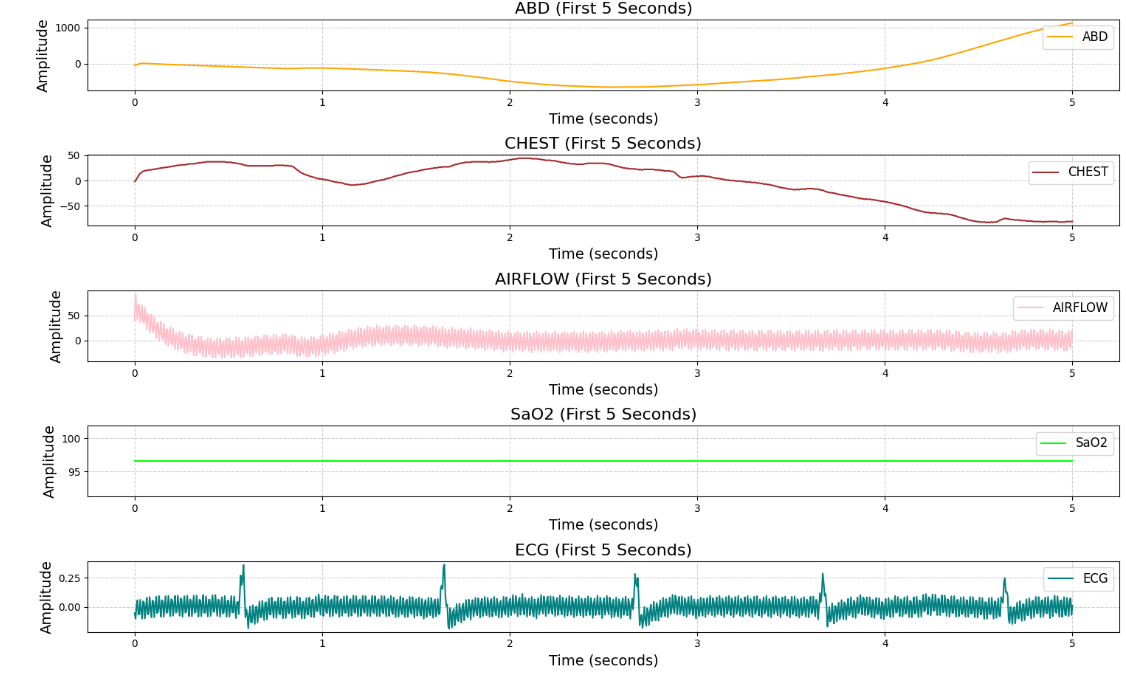 ABD (First 5 Seconds)
1000
0
Amplitude
ABD
0 1 2 3 4 5
Time (seconds)
CHEST (First 5 Seconds)
50
0
−50
Amplitude
CHEST
0 1 2 3 4 5
Time (seconds)
AIRFLOW (First 5 Seconds)
50
0
Amplitude
AIRFLOW
0 1 2 3 4 5
Time (seconds)
SaO2 (First 5 Seconds)
100
95
Amplitude
SaO2
0 1 2 3 4 5
Time (seconds)
ECG (First 5 Seconds)
0.25
0.00
Amplitude
ECG
0 1 2 3 4 5
Time (seconds)